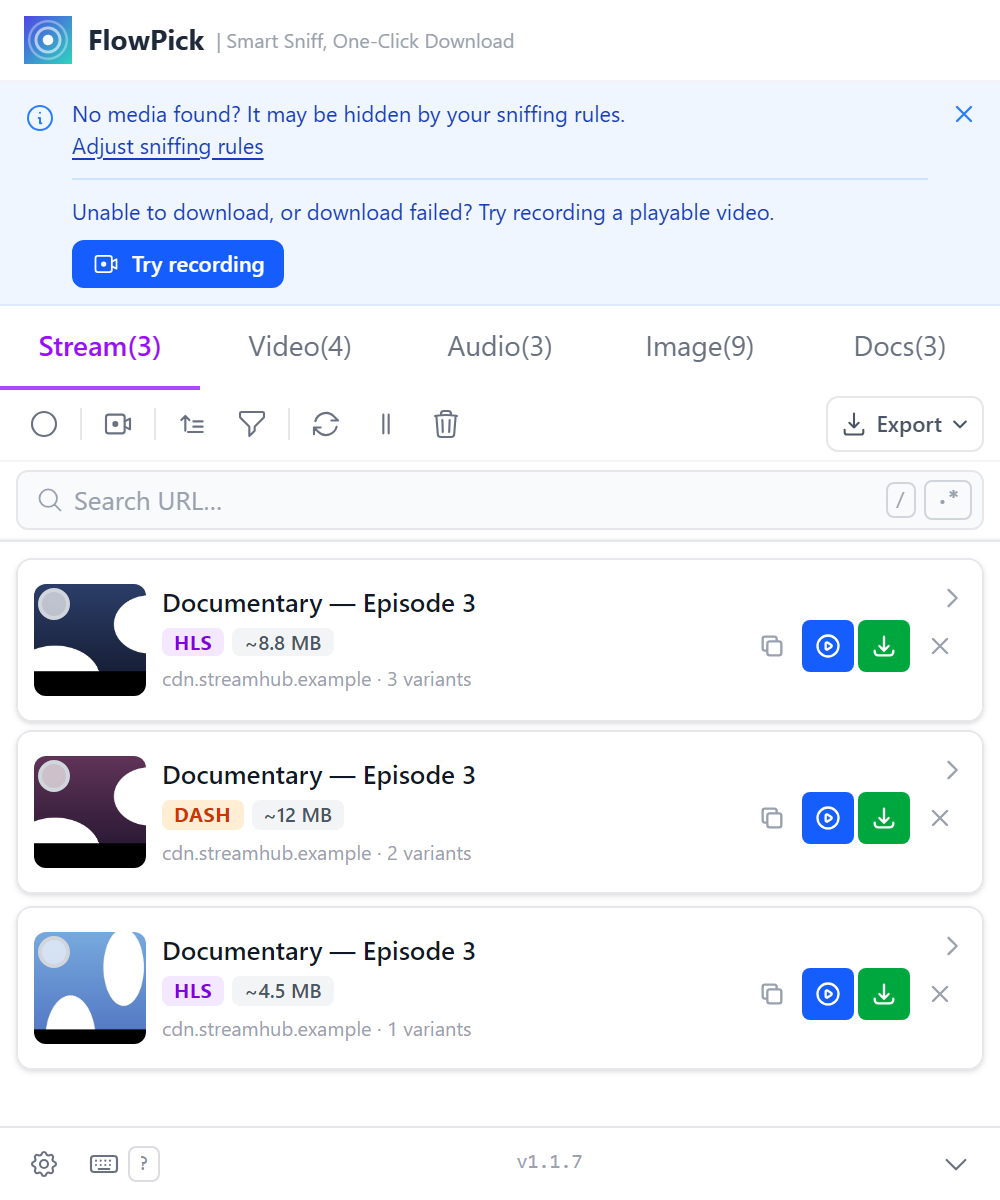 FlowPick | Smart Sniff, One-Click Download
No media found? It may be hidden by your sniffing rules.
Adjust sniffing rules
Unable to download, or download failed? Try recording a playable video.
Try recording
Stream(3) Video(4) Audio(3) Image(9) Docs(3)
Export
Search URL... / .*
Documentary — Episode 3
HLS ~8.8 MB
cdn.streamhub.example · 3 variants
Documentary — Episode 3
DASH ~12 MB
cdn.streamhub.example · 2 variants
Documentary — Episode 3
HLS ~4.5 MB
cdn.streamhub.example · 1 variants
? v1.1.7